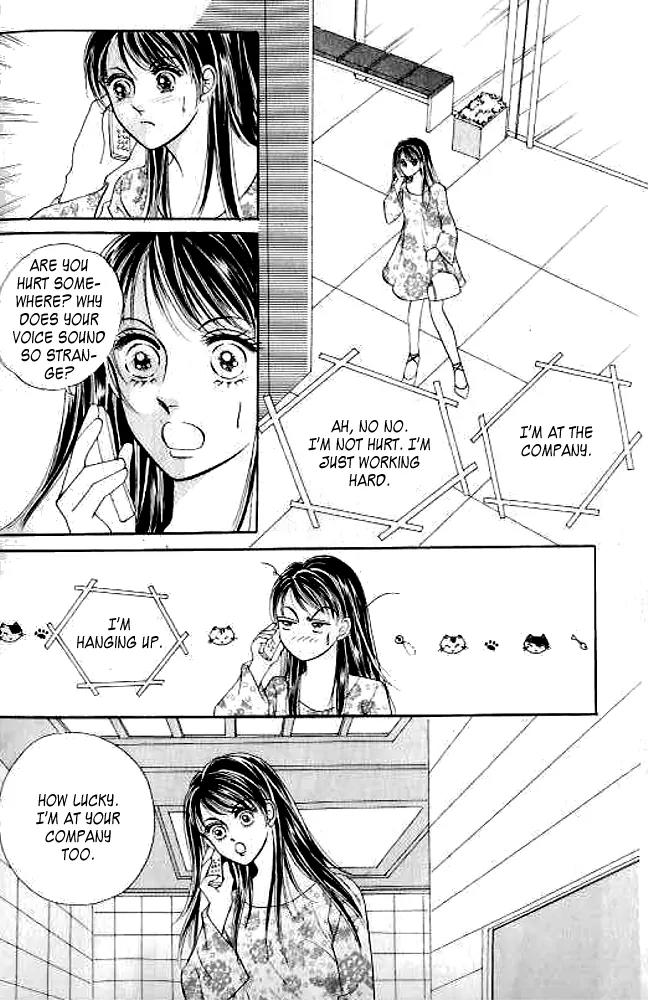 ARE YOU
HURT SOME-
WHERE? WHY
DOES YOUR
VOICE SOUND
SO STRAN-
GE?
AH, NO NO.
I'M NOT HURT. I'M
JUST WORKING
HARD.
I'M AT THE
COMPANY.
I'M
HANGING UP.
HOW LUCKY.
I'M AT YOUR
COMPANY
TOO.